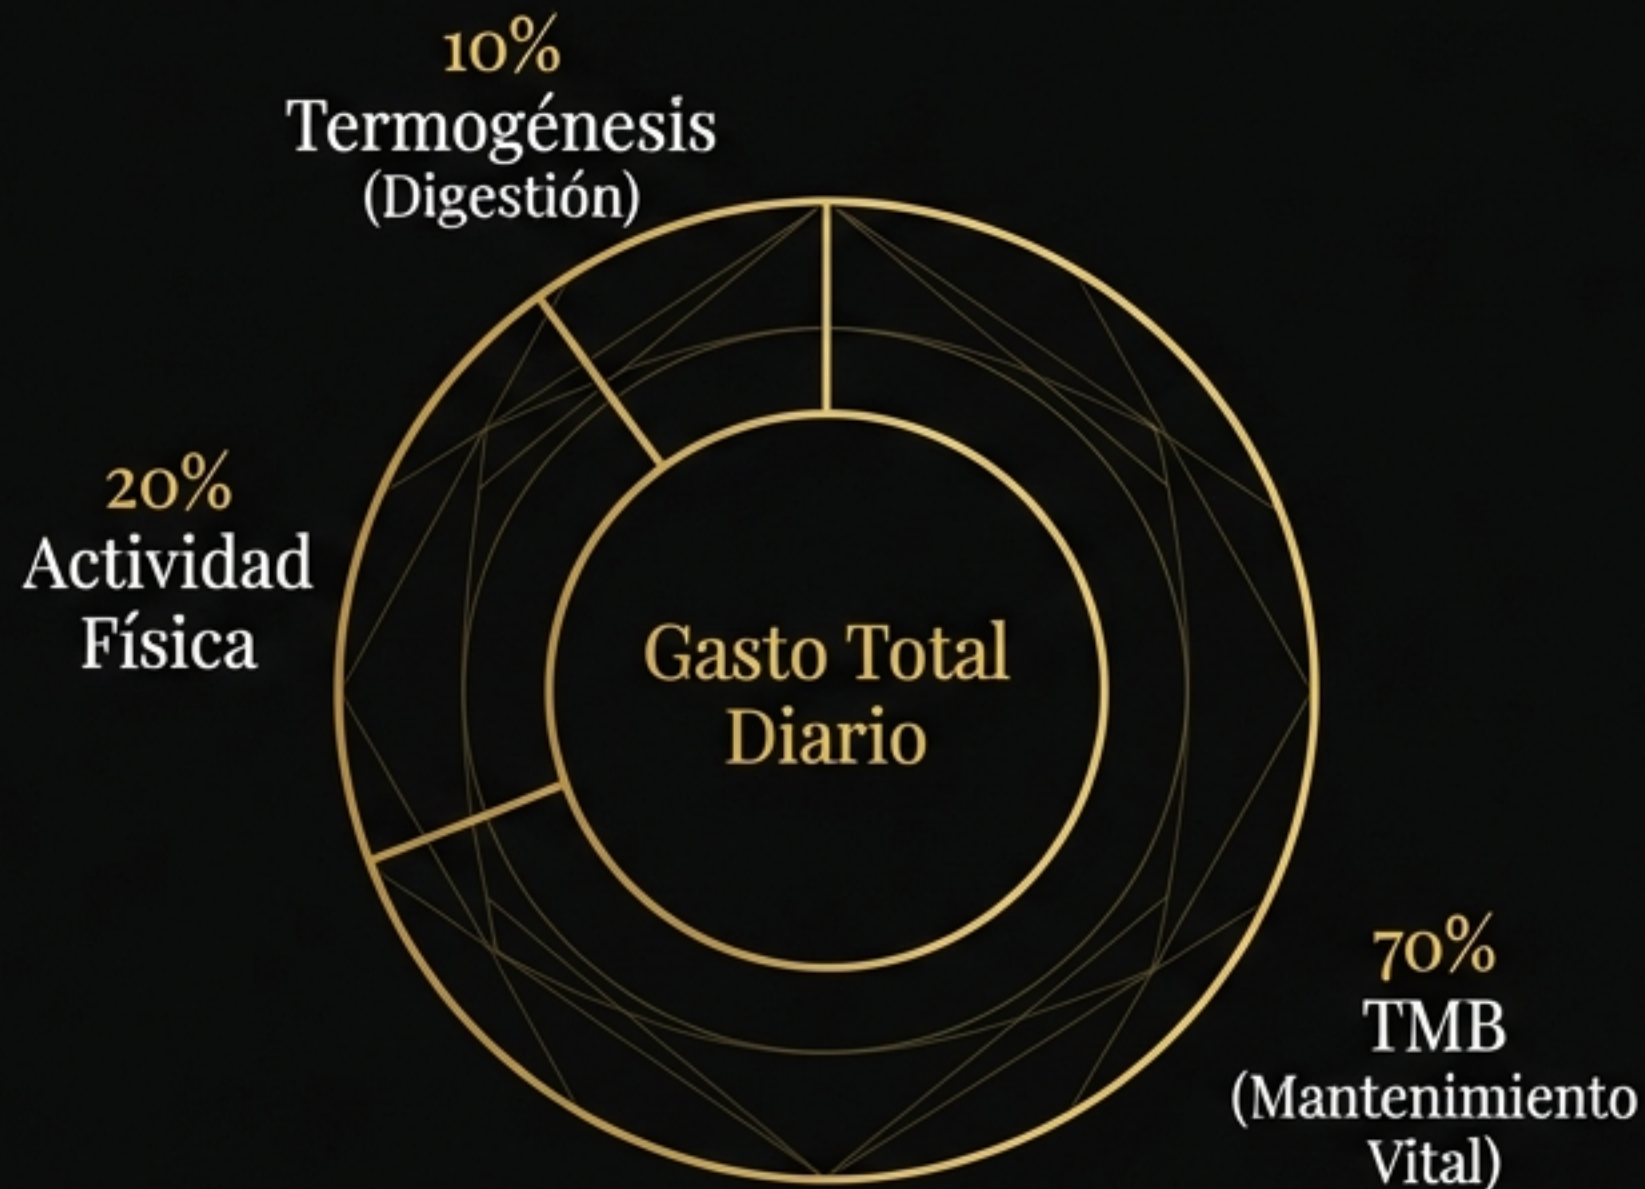 10%
Termogénesis
(Digestión)
20%
Actividad
Física
Gasto Total
Diario
70%
TMB
(Mantenimiento
Vital)